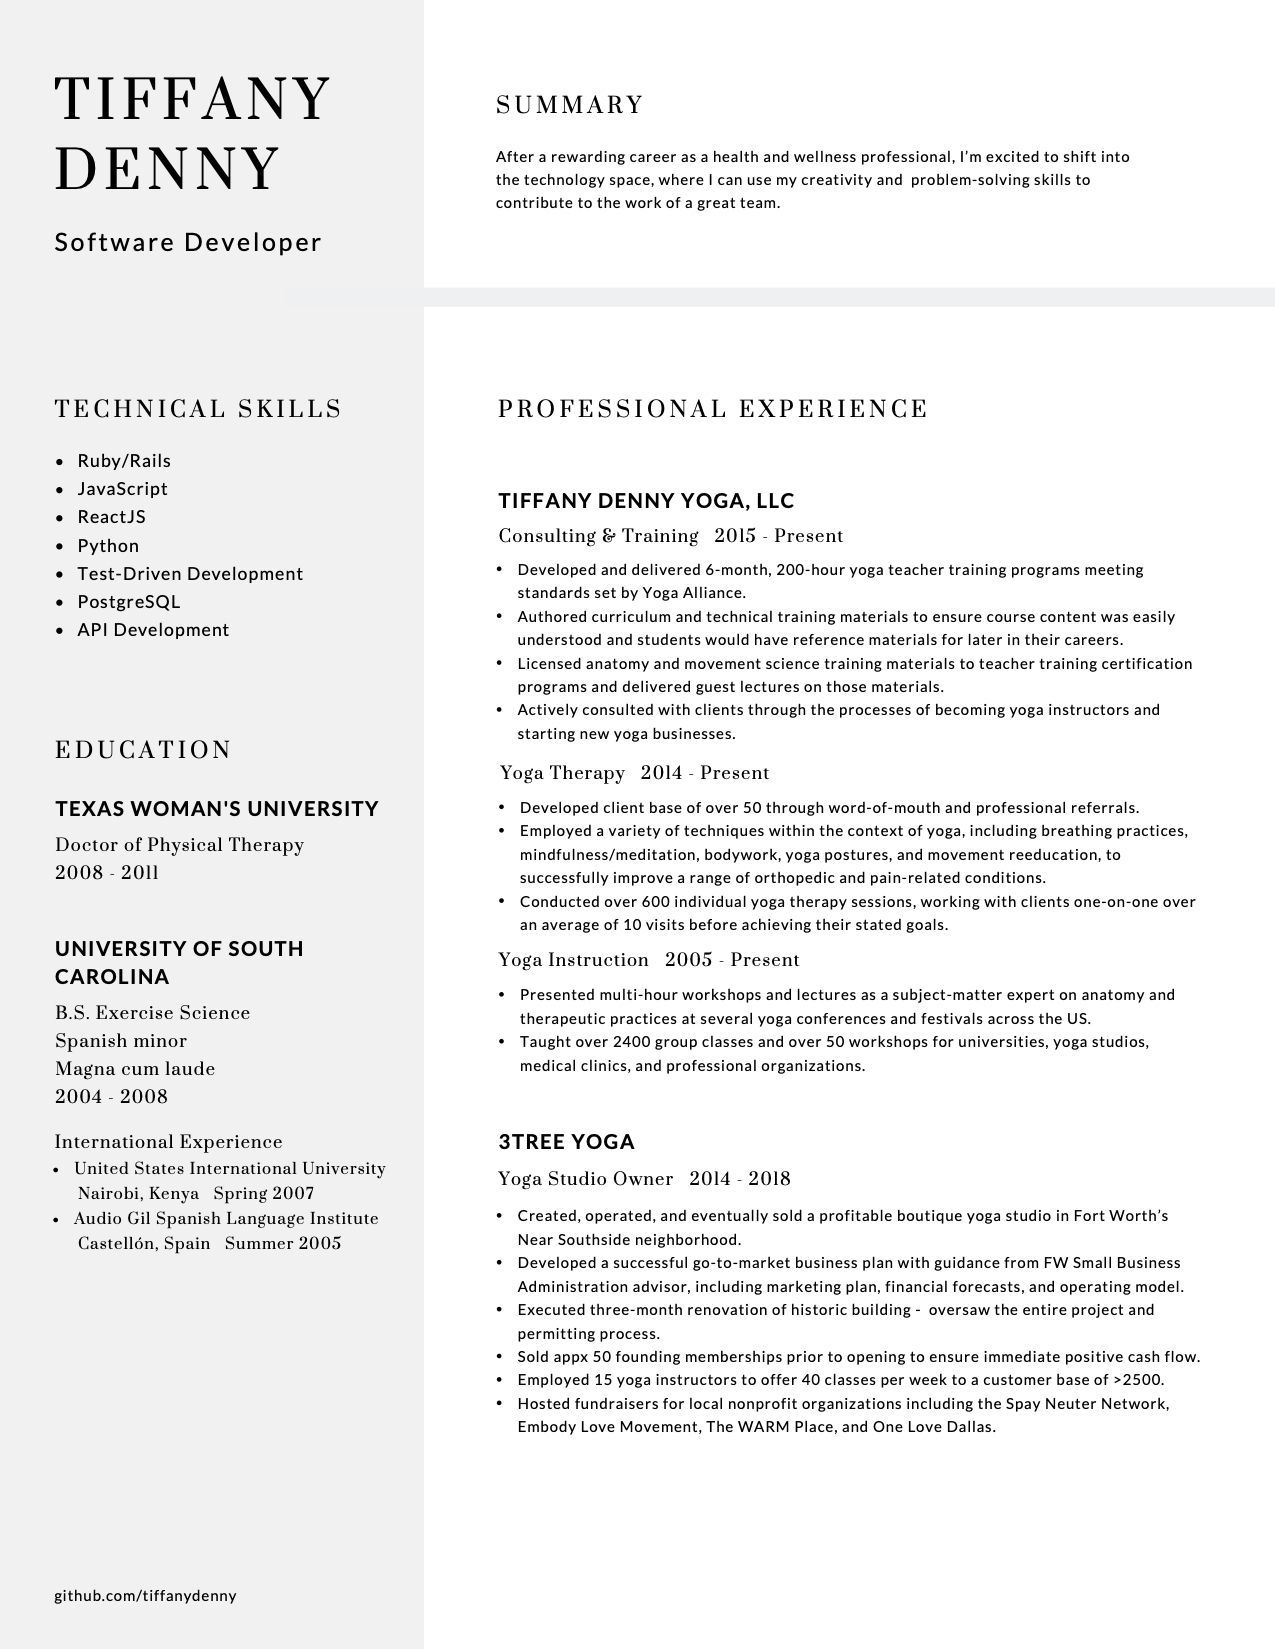 TIFFANY
DENNY
Software Developer
SUMMARY
After a rewarding career as a health and wellness professional, I’m excited to shift into
the technology space, where I can use my creativity and  problem-solving skills to
contribute to the work of a great team.
TECHNICAL SKILLS
• Ruby/Rails
• JavaScript
• ReactJS
• Python
• Test-Driven Development
• PostgreSQL
• API Development
EDUCATION
TEXAS WOMAN'S UNIVERSITY
Doctor of Physical Therapy
2008 - 2011
UNIVERSITY OF SOUTH
CAROLINA
B.S. Exercise Science
Spanish minor
Magna cum laude
2004 - 2008
International Experience
• United States International University
Nairobi, Kenya   Spring 2007
• Audio Gil Spanish Language Institute
Castellón, Spain   Summer 2005
github.com/tiffanydenny
PROFESSIONAL EXPERIENCE
TIFFANY DENNY YOGA, LLC
Consulting & Training   2015 - Present
• Developed and delivered 6-month, 200-hour yoga teacher training programs meeting
standards set by Yoga Alliance.
• Authored curriculum and technical training materials to ensure course content was easily
understood and students would have reference materials for later in their careers.
• Licensed anatomy and movement science training materials to teacher training certification
programs and delivered guest lectures on those materials.
• Actively consulted with clients through the processes of becoming yoga instructors and
starting new yoga businesses.
Yoga Therapy   2014 - Present
• Developed client base of over 50 through word-of-mouth and professional referrals.
• Employed a variety of techniques within the context of yoga, including breathing practices,
mindfulness/meditation, bodywork, yoga postures, and movement reeducation, to
successfully improve a range of orthopedic and pain-related conditions.
• Conducted over 600 individual yoga therapy sessions, working with clients one-on-one over
an average of 10 visits before achieving their stated goals.
Yoga Instruction   2005 - Present
• Presented multi-hour workshops and lectures as a subject-matter expert on anatomy and
therapeutic practices at several yoga conferences and festivals across the US.
• Taught over 2400 group classes and over 50 workshops for universities, yoga studios,
medical clinics, and professional organizations.
3TREE YOGA
Yoga Studio Owner   2014 - 2018
• Created, operated, and eventually sold a profitable boutique yoga studio in Fort Worth’s
Near Southside neighborhood.
• Developed a successful go-to-market business plan with guidance from FW Small Business
Administration advisor, including marketing plan, financial forecasts, and operating model.
• Executed three-month renovation of historic building -  oversaw the entire project and
permitting process.
• Sold appx 50 founding memberships prior to opening to ensure immediate positive cash flow.
• Employed 15 yoga instructors to offer 40 classes per week to a customer base of >2500.
• Hosted fundraisers for local nonprofit organizations including the Spay Neuter Network,
Embody Love Movement, The WARM Place, and One Love Dallas.